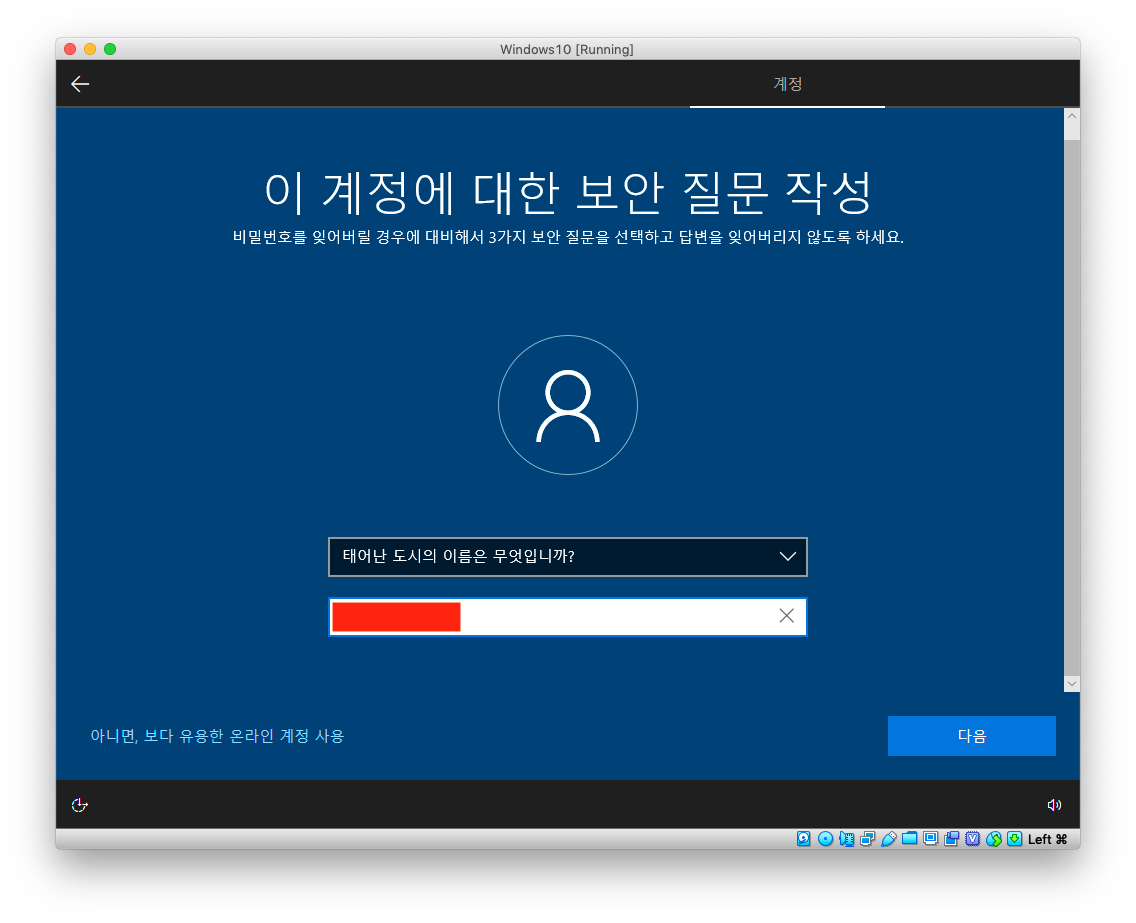 Windows10 [Running]
계정
이 계정에 대한 보안 질문 작성
비밀번호를 잊어버릴 경우에 대비해서 3가지 보안 질문을 선택하고 답변을 잊어버리지 않도록 하세요.
태어난 도시의 이름은 무엇입니까?
아니면, 보다 유용한 온라인 계정 사용
다음
Left ⌘